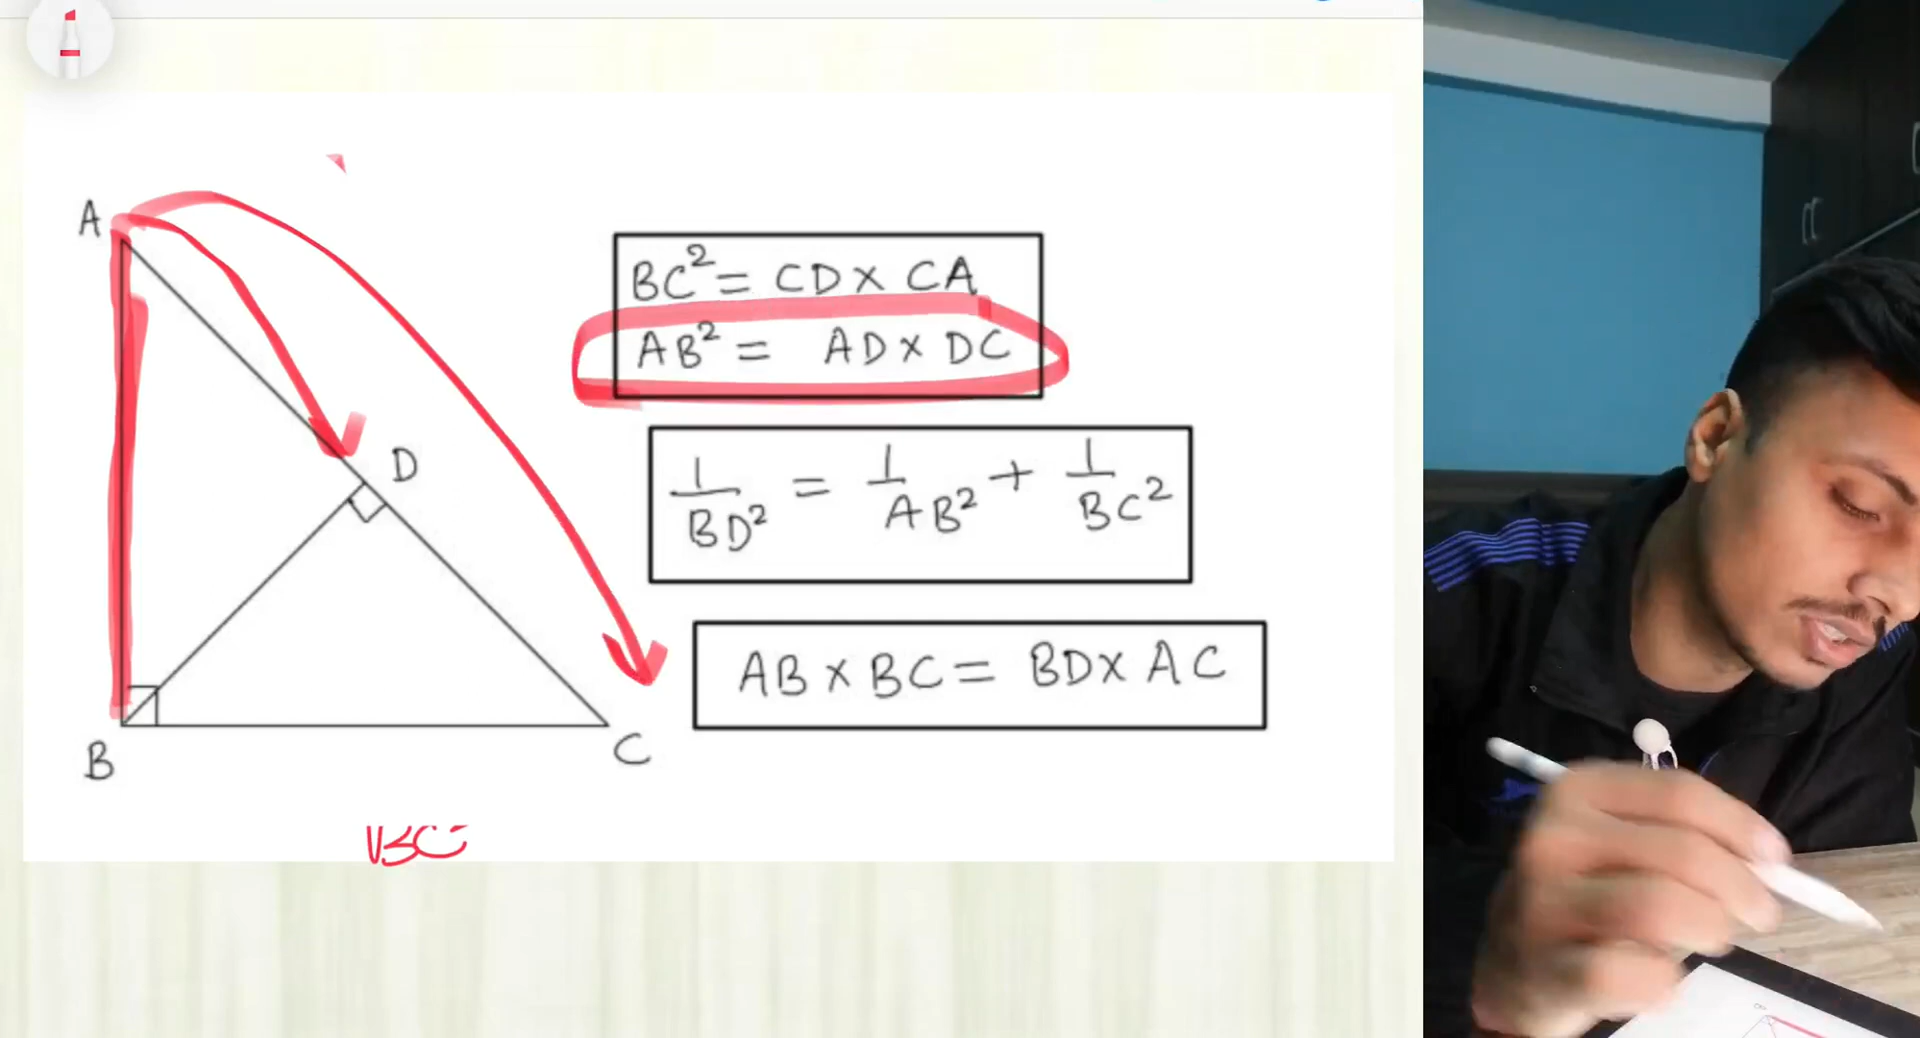 A
BC² = CD × CA
AB² = AD × DC
D
1/BD² = 1/AB² + 1/BC²
AB × BC = BD × AC
B
C